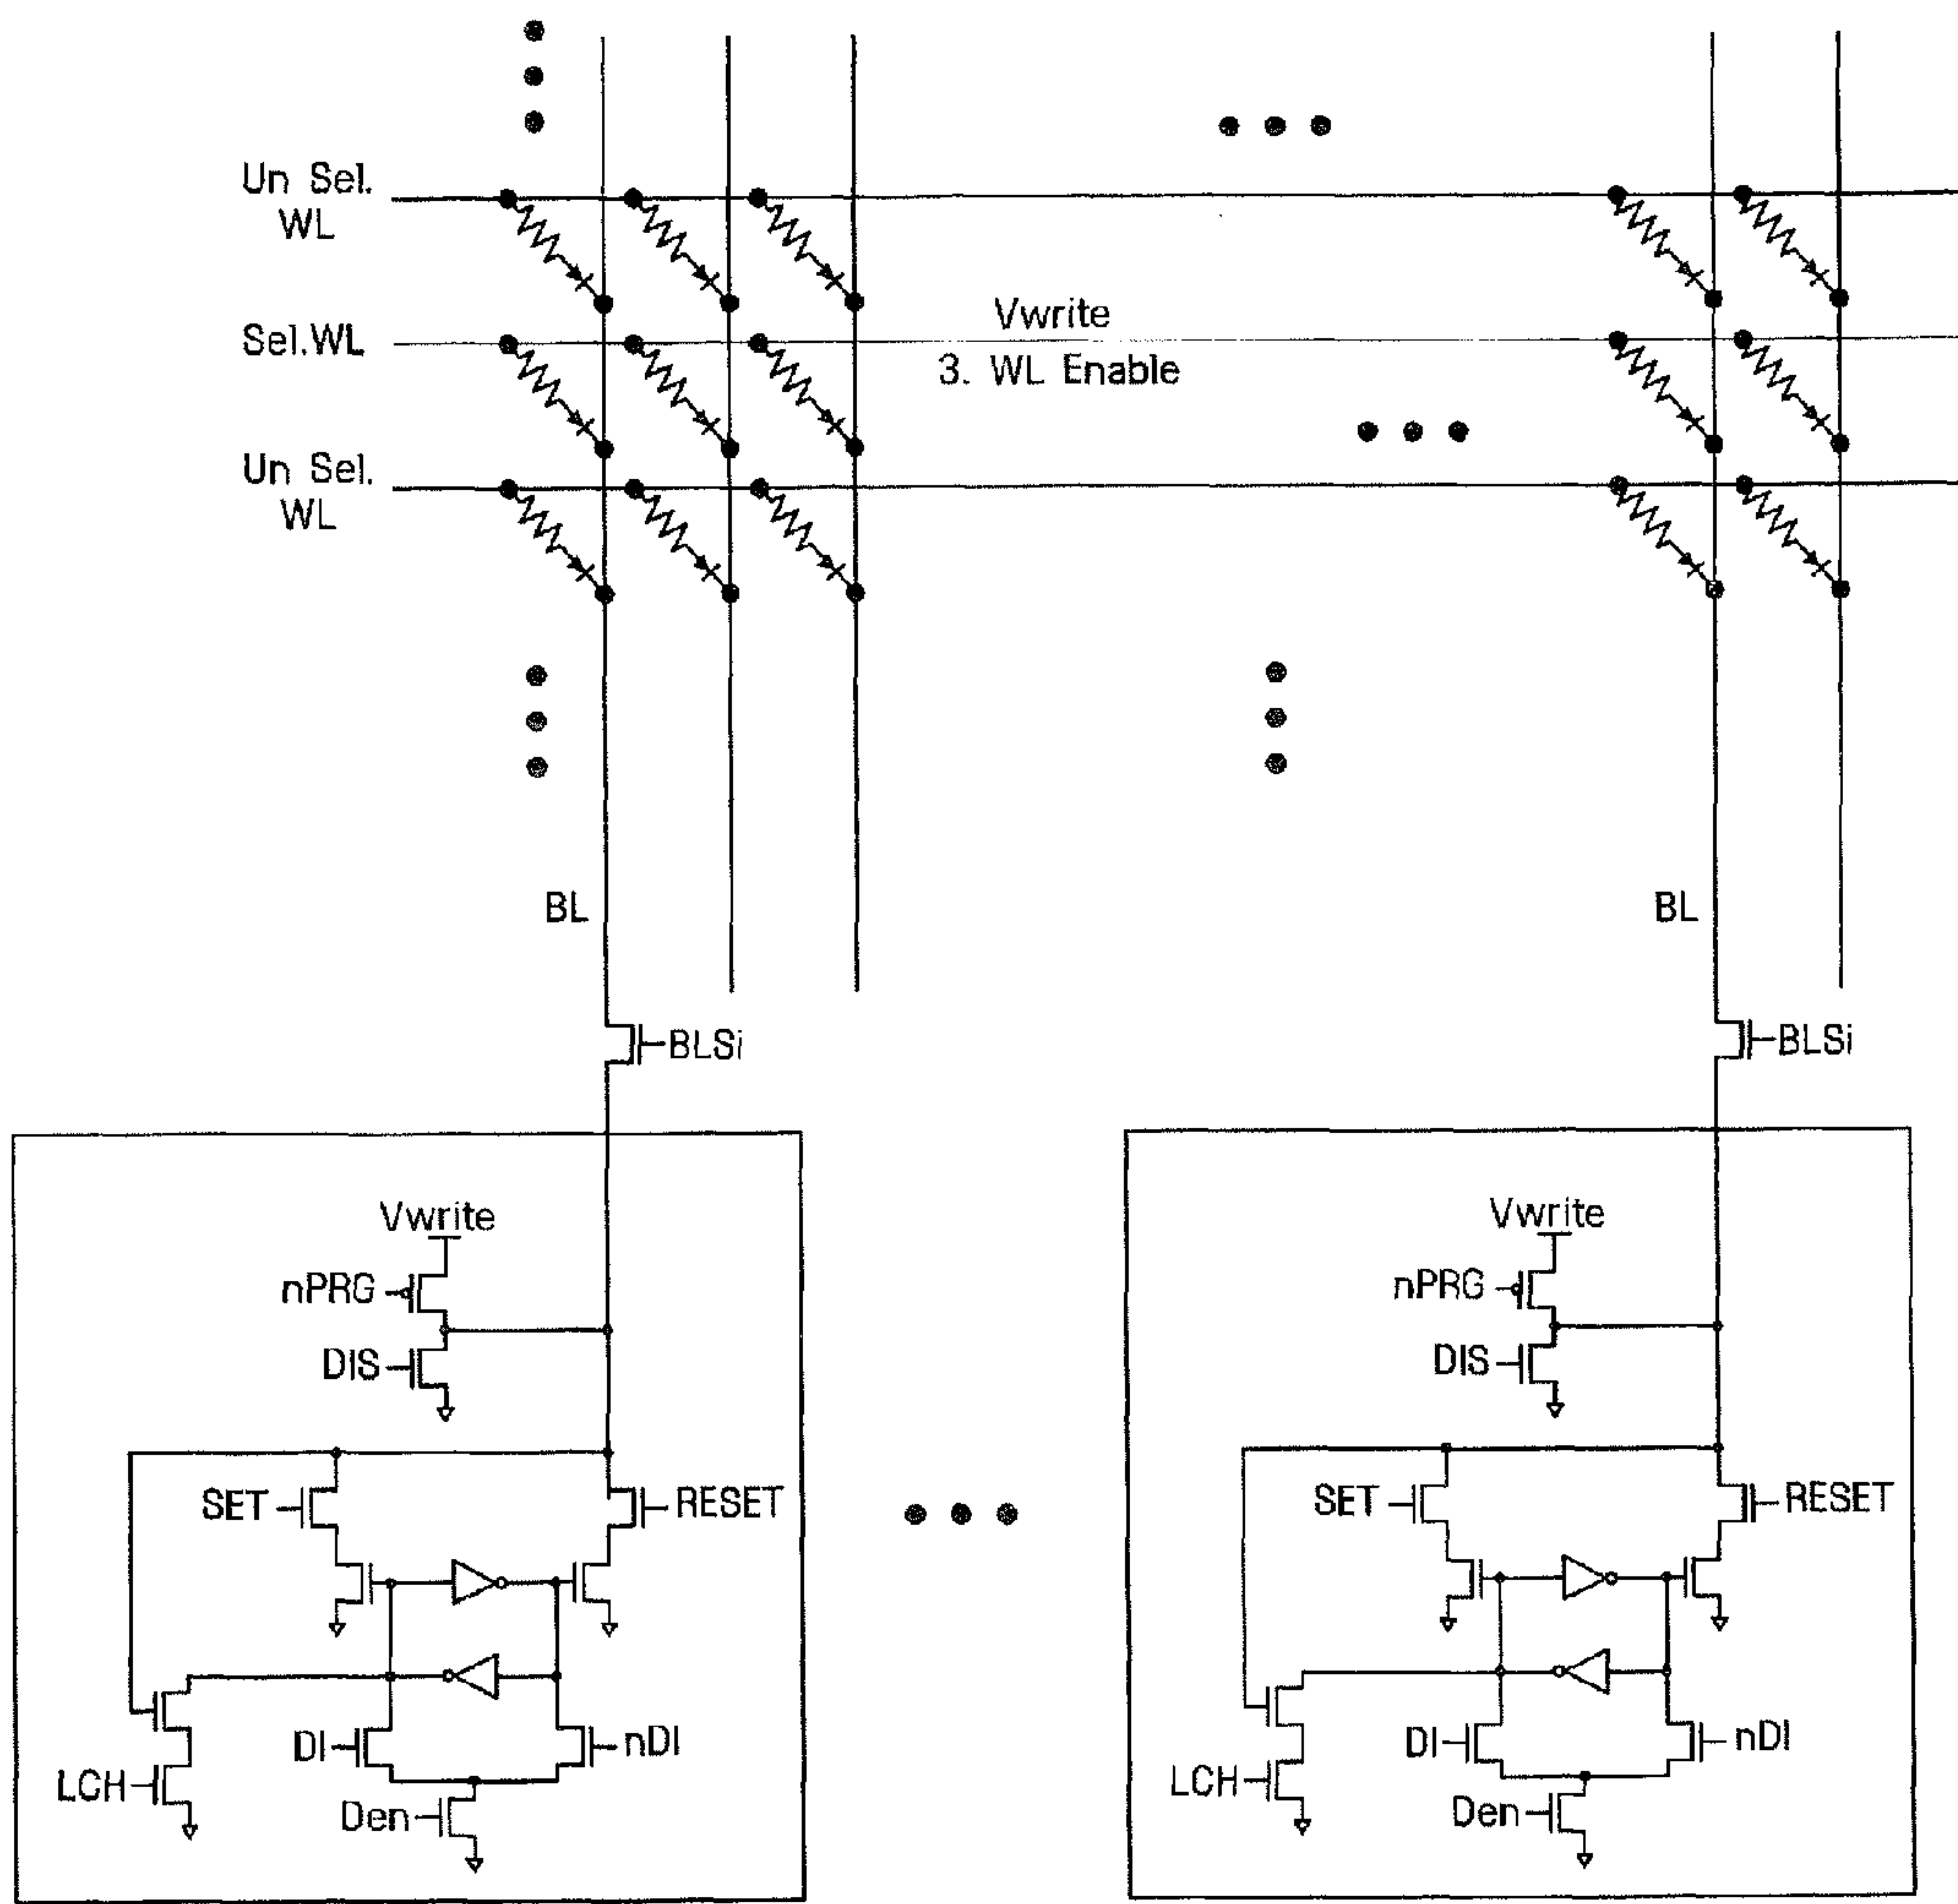 Un Sel.
WL
Sel.WL
Vwrite
3. WL Enable
Un Sel.
WL
BL
BL
BLSi
BLSi
Vwrite
Vwrite
nPRG
nPRG
DIS
DIS
SET
RESET
SET
RESET
DI
nDI
DI
nDI
LCH
LCH
Den
Den